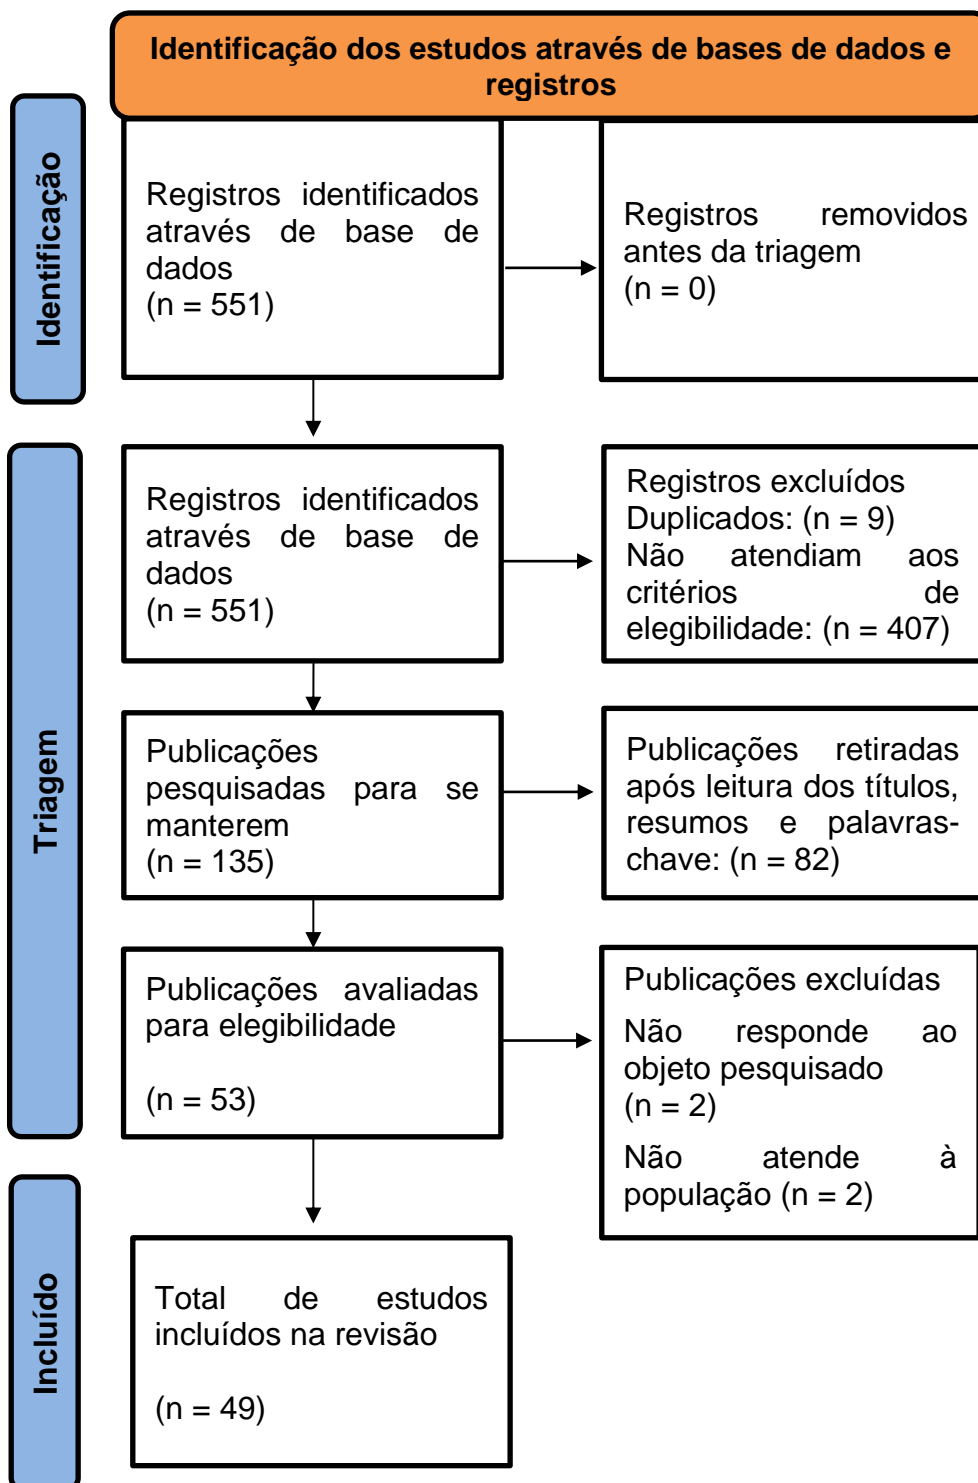 Identificação dos estudos através de bases de dados e
registros
Identificação
Registros identificados
através de base de
dados
(n = 551)
Registros removidos
antes da triagem
(n = 0)
Triagem
Registros identificados
através de base de
dados
(n = 551)
Registros excluídos
Duplicados: (n = 9)
Não atendiam aos
critérios de
elegibilidade: (n = 407)
Publicações
pesquisadas para se
manterem
(n = 135)
Publicações retiradas
após leitura dos títulos,
resumos e palavras-
chave: (n = 82)
Publicações avaliadas
para elegibilidade
(n = 53)
Publicações excluídas
Não responde ao
objeto pesquisado
(n = 2)
Não atende à
população (n = 2)
Incluído
Total de estudos
incluídos na revisão
(n = 49)